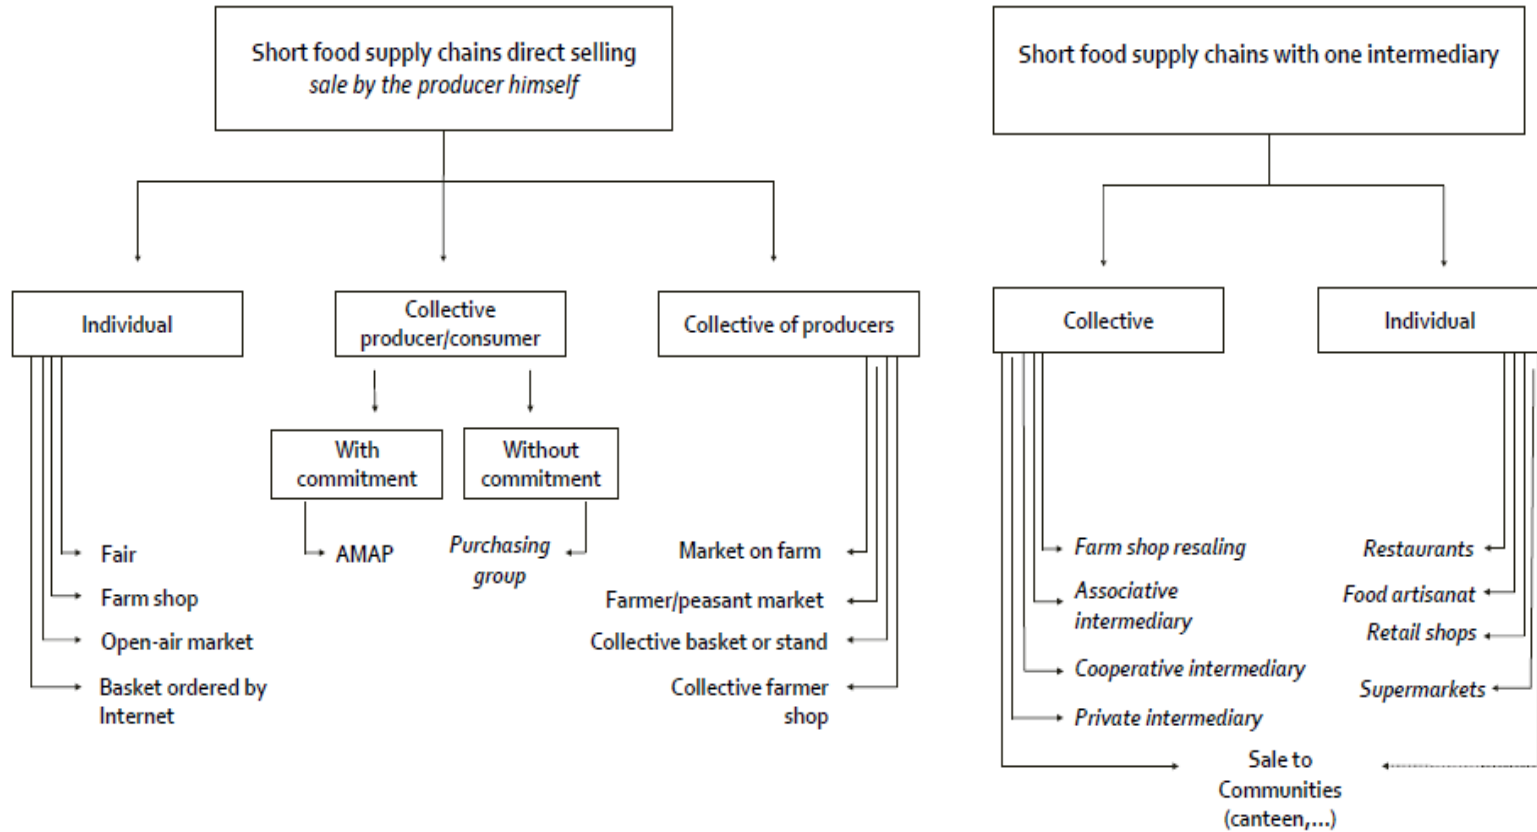 Short food supply chains direct selling
sale by the producer himself
Short food supply chains with one intermediary
Individual
Collective
producer/consumer
Collective of producers
Collective
Individual
With
commitment
Without
commitment
Fair
Farm shop
Open-air market
Basket ordered by
Internet
AMAP
Purchasing
group
Market on farm
Farmer/peasant market
Collective basket or stand
Collective farmer
shop
Farm shop resaling
Associative
intermediary
Cooperative intermediary
Private intermediary
Restaurants
Food artisanat
Retail shops
Supermarkets
Sale to
Communities
(canteen,...)